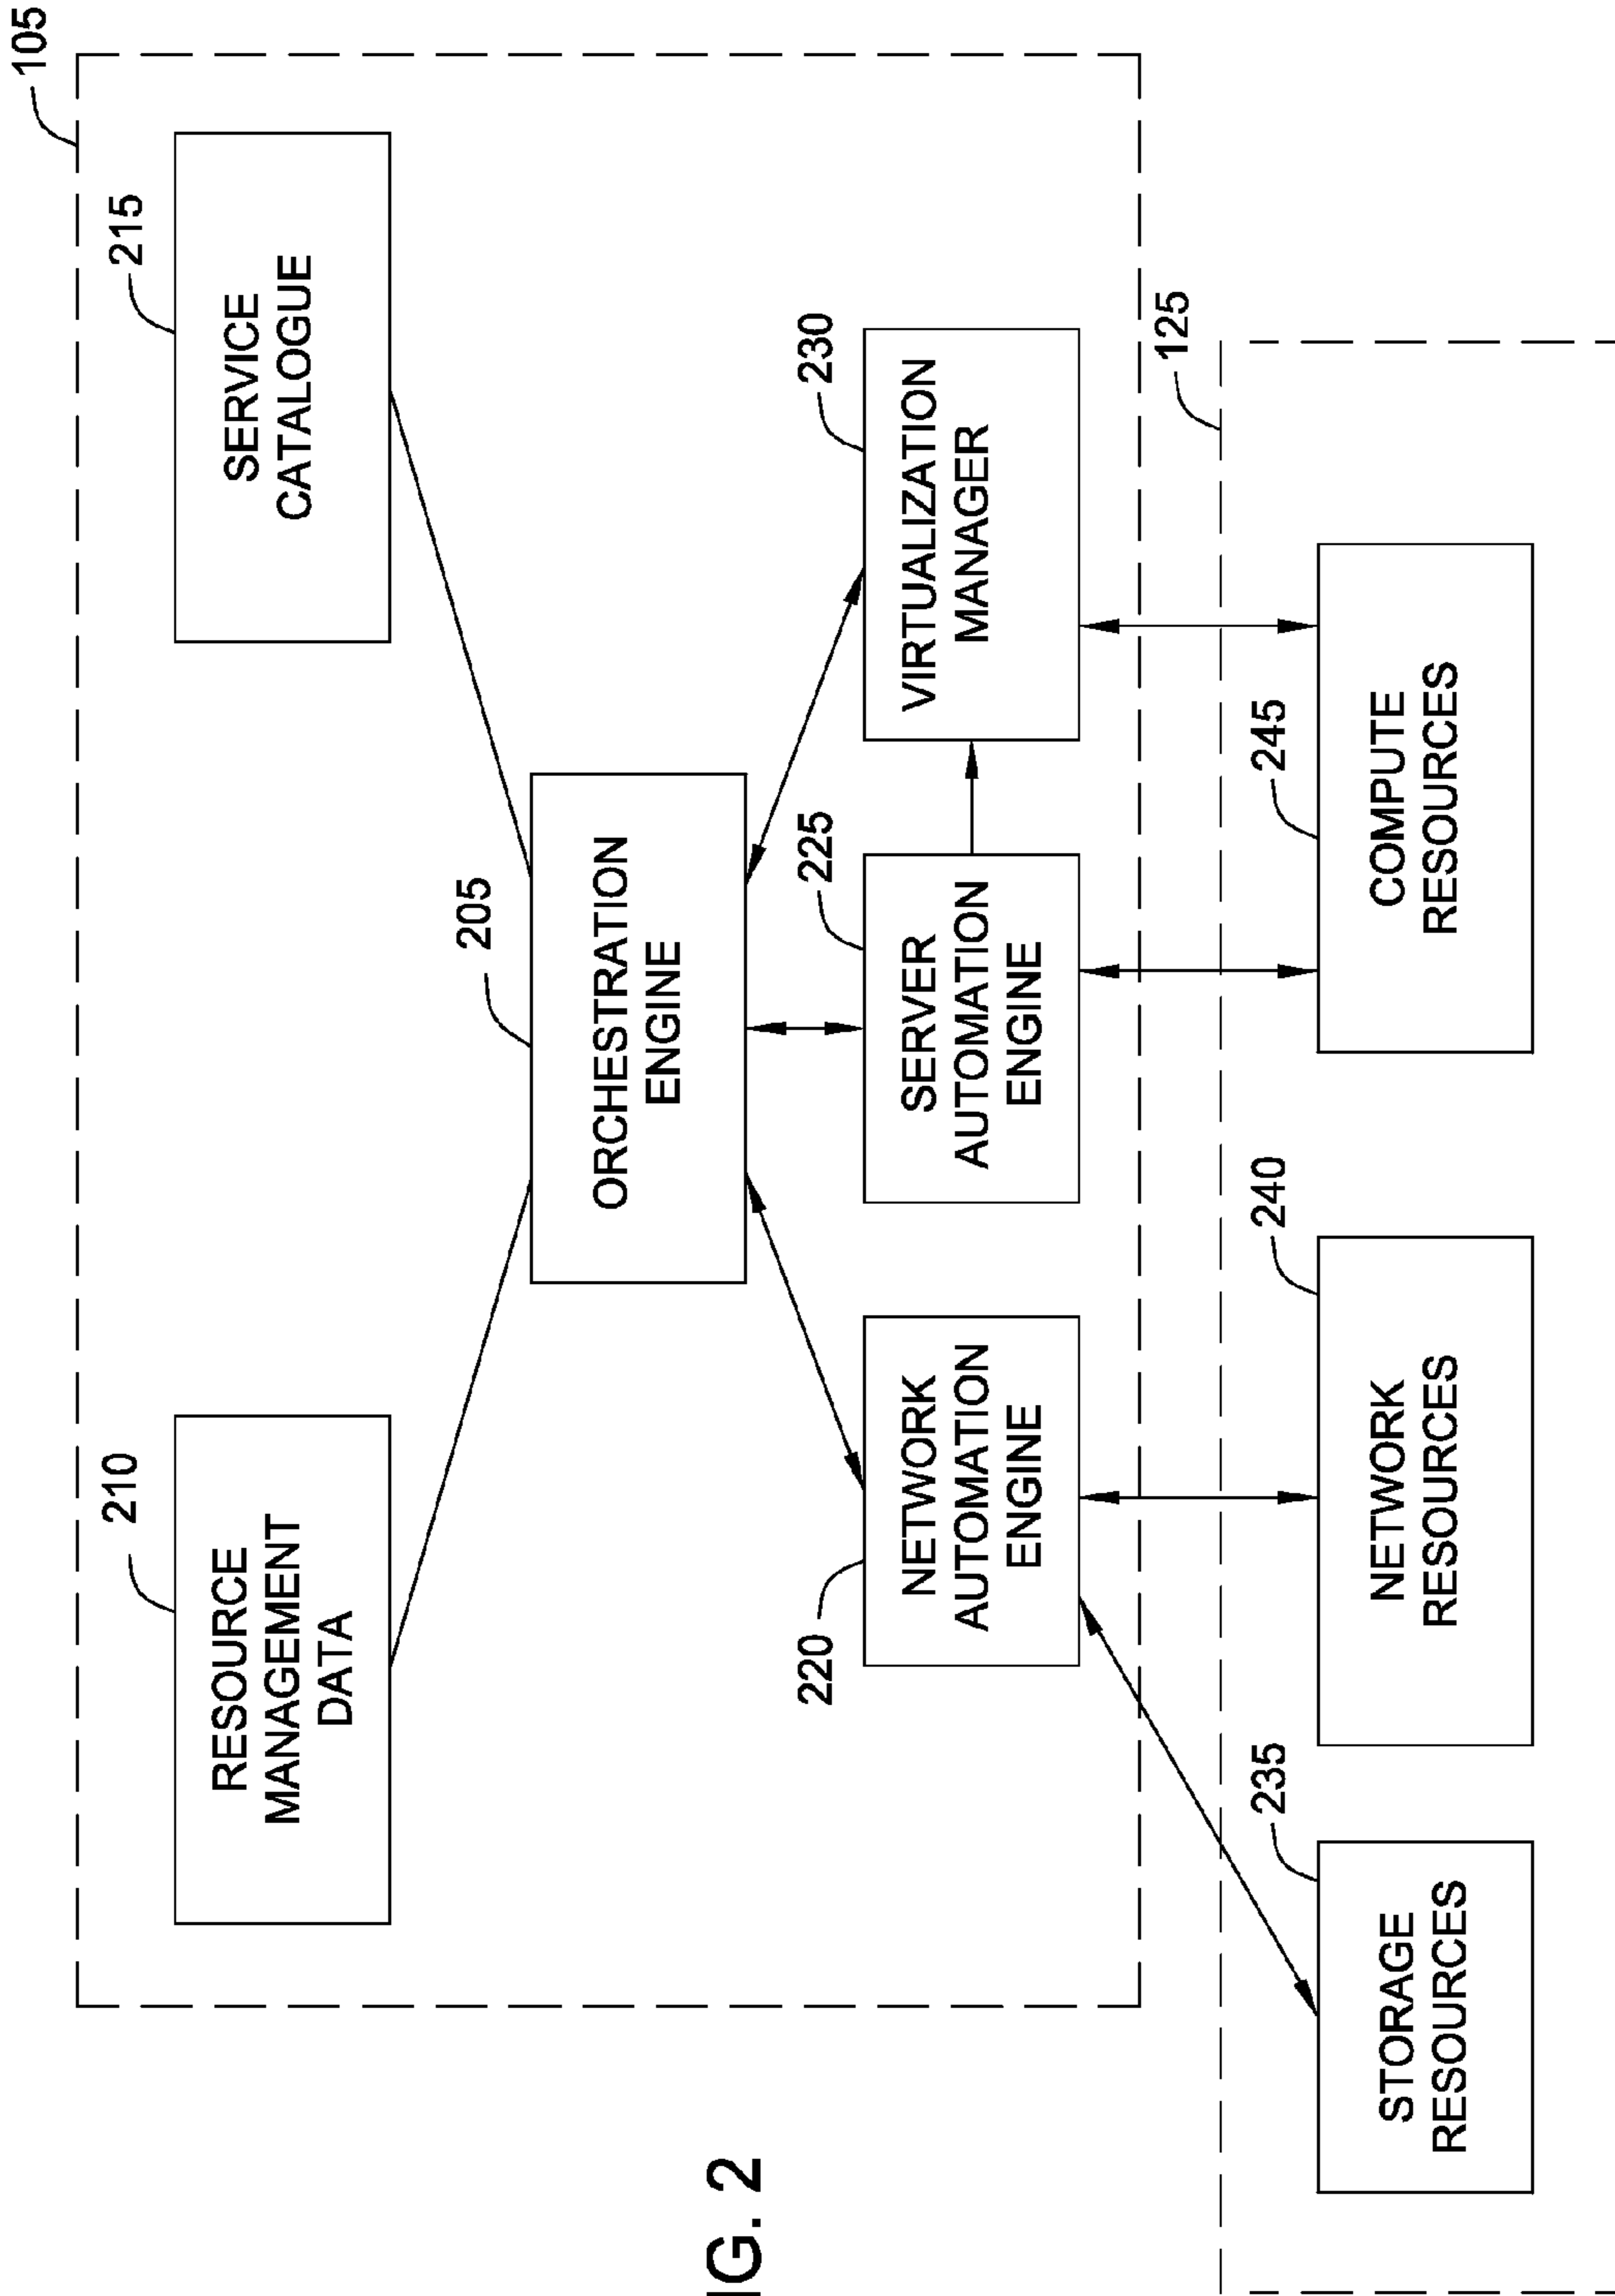 105
210
RESOURCE
MANAGEMENT
DATA
215
SERVICE
CATALOGUE
205
ORCHESTRATION
ENGINE
220
NETWORK
AUTOMATION
ENGINE
225
SERVER
AUTOMATION
ENGINE
230
VIRTUALIZATION
MANAGER
125
235
STORAGE
RESOURCES
240
NETWORK
RESOURCES
245
COMPUTE
RESOURCES
IG. 2